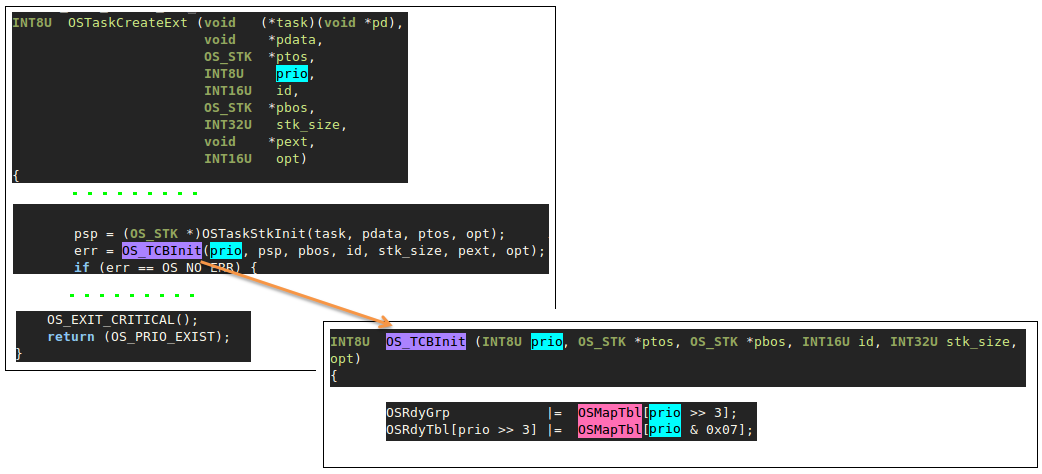 INT8U  OSTaskCreateExt (void   (*task)(void *pd),
void    *pdata,
OS_STK  *ptos,
INT8U    prio,
INT16U   id,
OS_STK  *pbos,
INT32U   stk_size,
void    *pext,
INT16U   opt)
{
psp = (OS_STK *)OSTaskStkInit(task, pdata, ptos, opt);
err = OS_TCBInit(prio, psp, pbos, id, stk_size, pext, opt);
if (err == OS_NO_ERR) {
OS_EXIT_CRITICAL();
return (OS_PRIO_EXIST);
}
INT8U  OS_TCBInit (INT8U prio, OS_STK *ptos, OS_STK *pbos, INT16U id, INT32U stk_size,
opt)
{
OSRdyGrp            |=  OSMapTbl[prio >> 3];
OSRdyTbl[prio >> 3] |=  OSMapTbl[prio & 0x07];